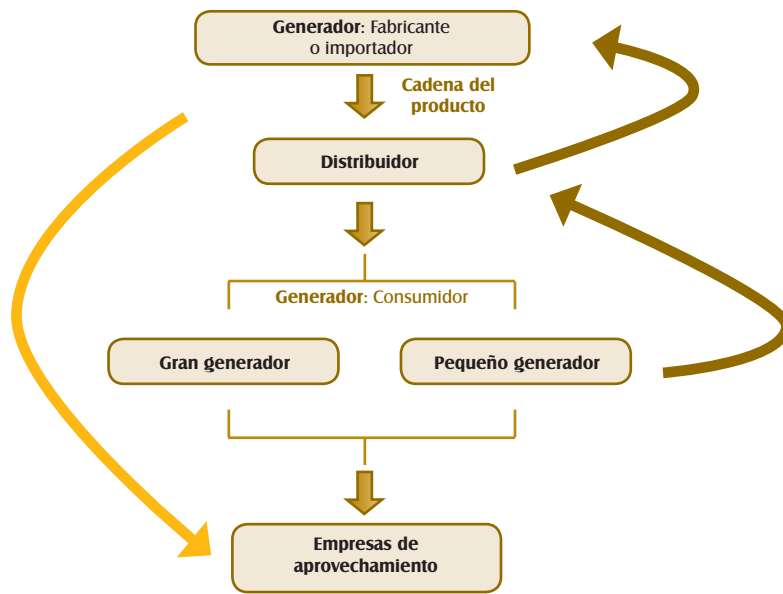 Generador: Fabricante
o importador
Cadena del
producto
Distribuidor
Generador: Consumidor
Gran generador
Pequeño generador
Empresas de
aprovechamiento